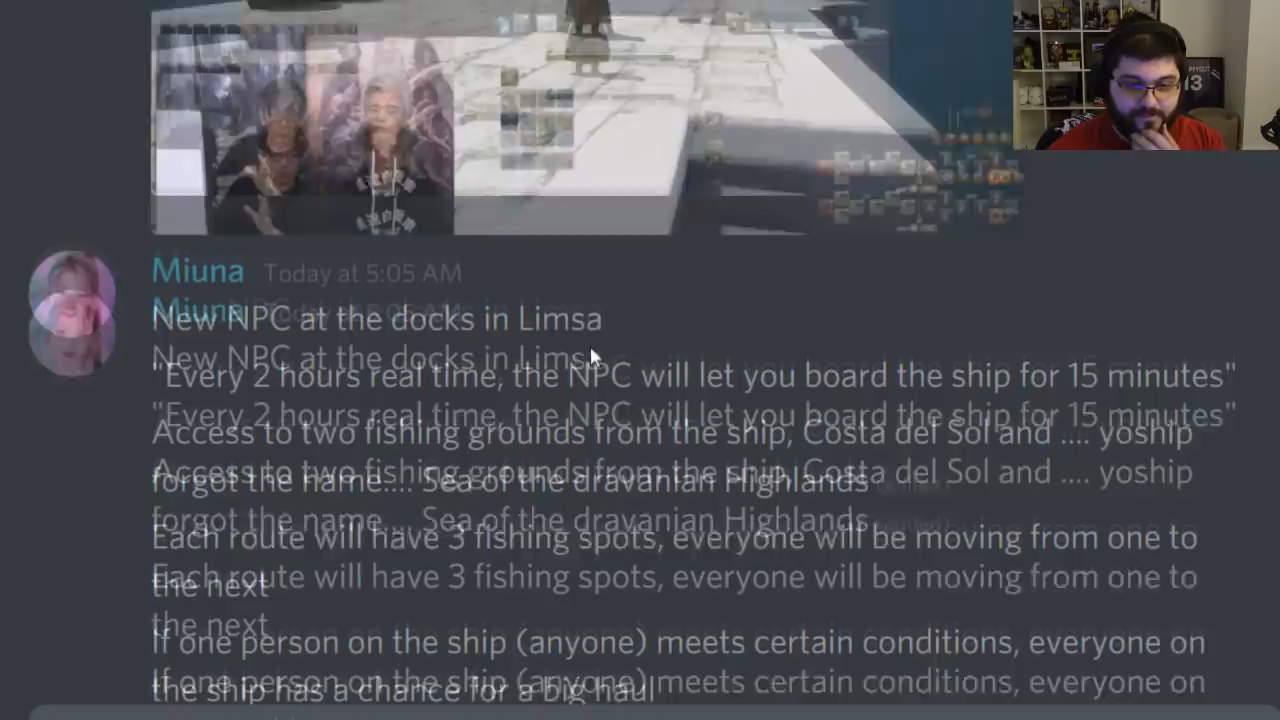 Miuna Today at 5:05 AM
New NPC at the docks in Limsa
"Every 2 hours real time, the NPC will let you board the ship for 15 minutes"
Access to two fishing grounds from the ship, Costa del Sol and .... yoship
forgot the name.... Sea of the dravanian Highlands
Each route will have 3 fishing spots, everyone will be moving from one to
the next
If one person on the ship (anyone) meets certain conditions, everyone on
the ship has a chance for a big haul
13